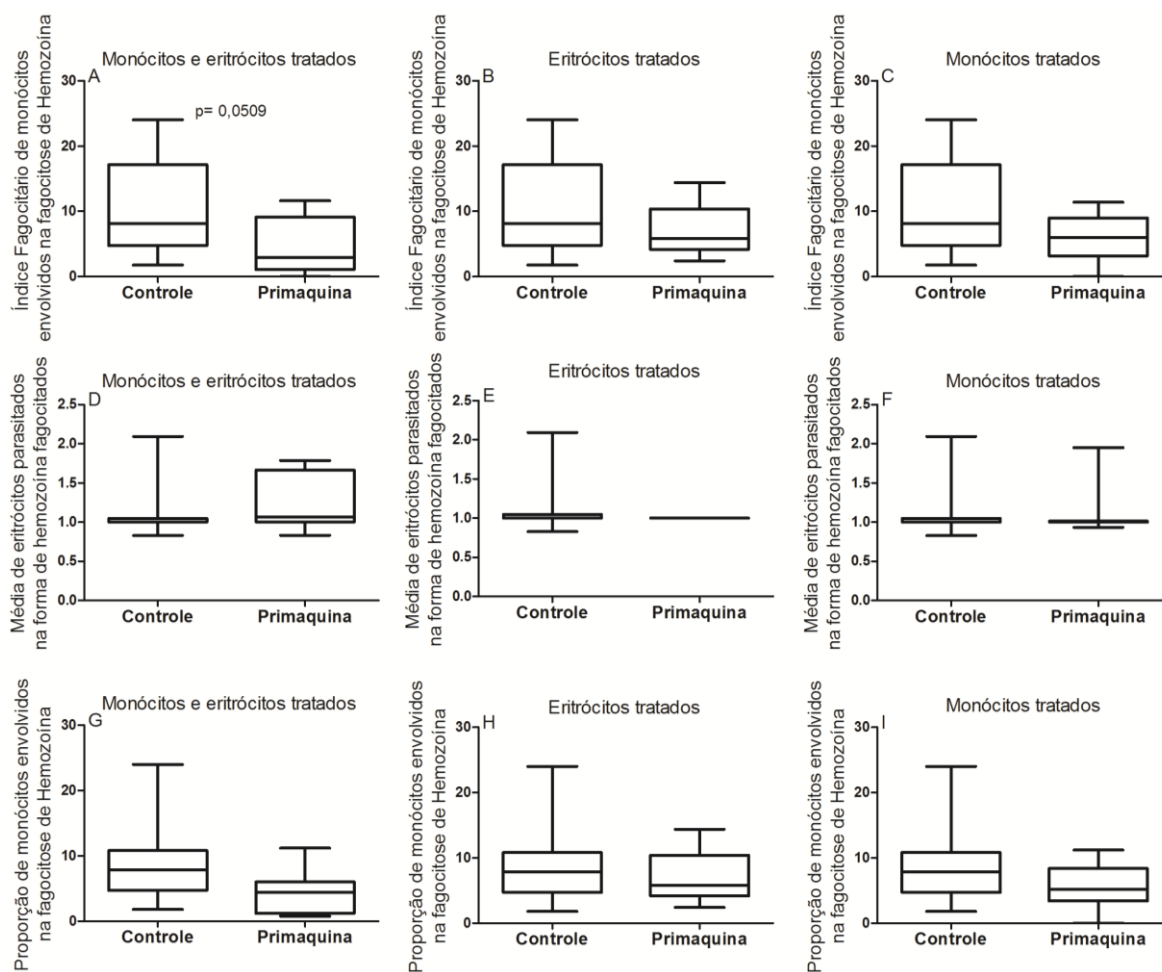 A
Monócitos e eritrócitos tratados
Índice Fagocitário de monócitos
envolvidos na fagocitose de Hemozoína
30
20
10
0
p= 0,0509
Controle
Primaquina
B
Eritrócitos tratados
Índice Fagocitário de monócitos
envolvidos na fagocitose de Hemozoína
30
20
10
0
Controle
Primaquina
C
Monócitos tratados
Índice Fagocitário de monócitos
envolvidos na fagocitose de Hemozoína
30
20
10
0
Controle
Primaquina
D
Monócitos e eritrócitos tratados
Média de eritrócitos parasitados
na forma de hemozoína fagocitados
2.5
2.0
1.5
1.0
0.5
0.0
Controle
Primaquina
E
Eritrócitos tratados
Média de eritrócitos parasitados
na forma de hemozoína fagocitados
2.5
2.0
1.5
1.0
0.5
0.0
Controle
Primaquina
F
Monócitos tratados
Média de eritrócitos parasitados
na forma de hemozoína fagocitados
2.5
2.0
1.5
1.0
0.5
0.0
Controle
Primaquina
G
Monócitos e eritrócitos tratados
Proporção de monócitos envolvidos
na fagocitose de Hemozoína
30
20
10
0
Controle
Primaquina
H
Eritrócitos tratados
Proporção de monócitos envolvidos
na fagocitose de Hemozoína
30
20
10
0
Controle
Primaquina
I
Monócitos tratados
Proporção de monócitos envolvidos
na fagocitose de Hemozoína
30
20
10
0
Controle
Primaquina